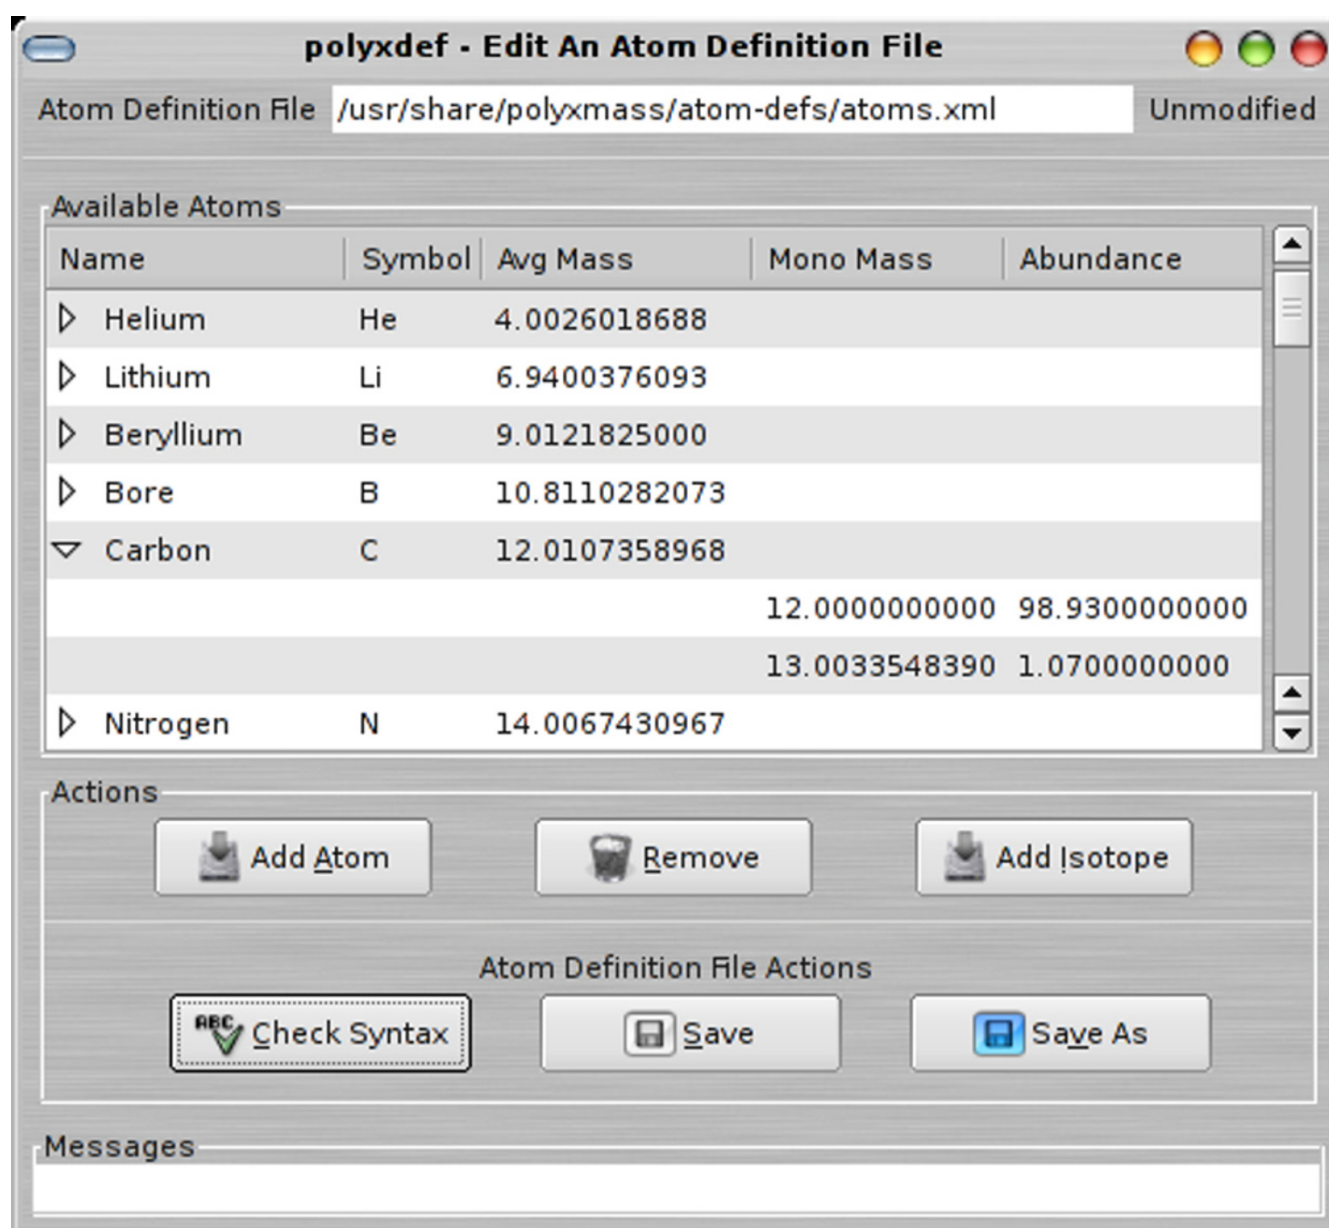 polyxdef - Edit An Atom Definition File
Atom Definition File /usr/share/polyxmass/atom-defs/atoms.xml Unmodified
Available Atoms
Name Symbol Avg Mass Mono Mass Abundance
Helium He 4.0026018688
Lithium Li 6.9400376093
Beryllium Be 9.0121825000
Bore B 10.8110282073
Carbon C 12.0107358968
12.0000000000 98.9300000000
13.0033548390 1.0700000000
Nitrogen N 14.0067430967
Actions
Add Atom Remove Add Isotope
Atom Definition File Actions
ABC Check Syntax Save Save As
Messages